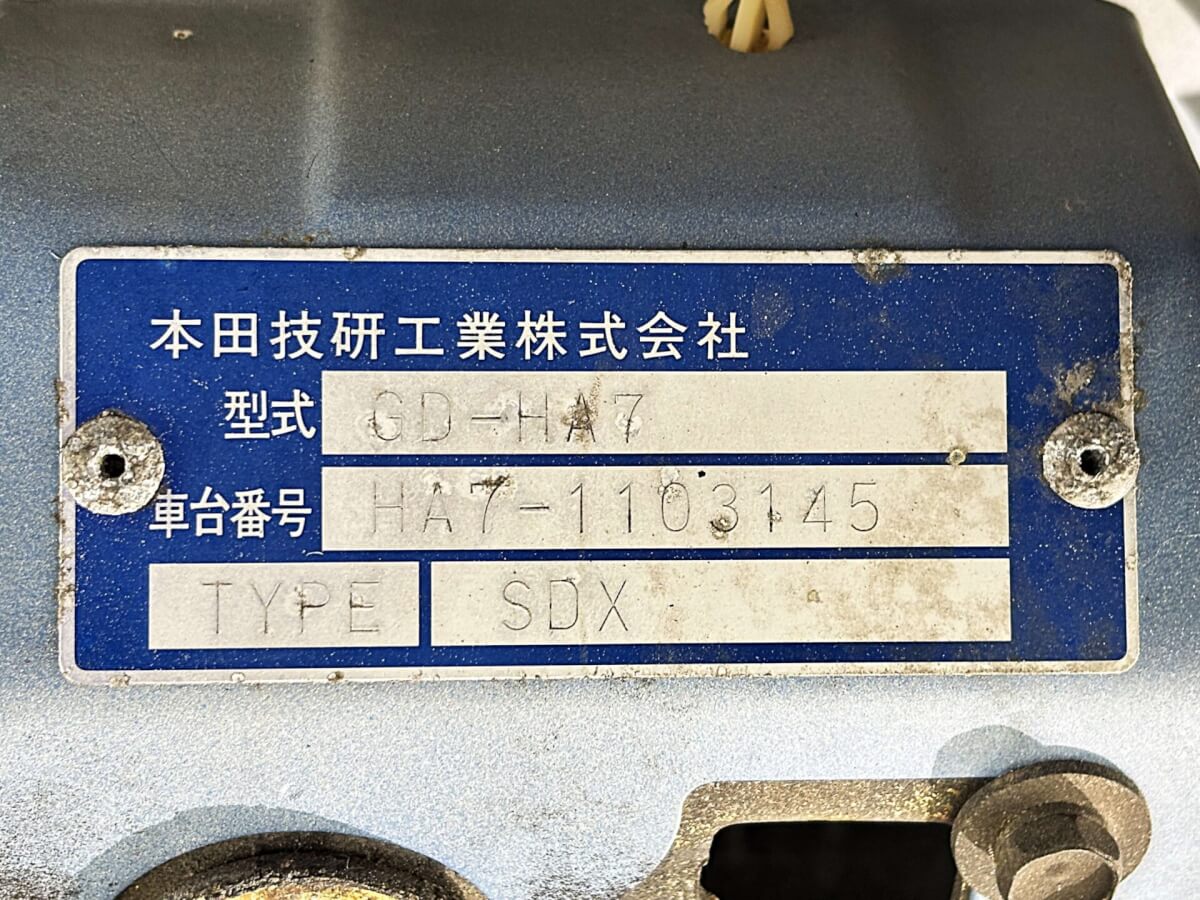 本田技研工業株式会社
型式 GD-HA7
車台番号 HA7-1103145
TYPE SDX